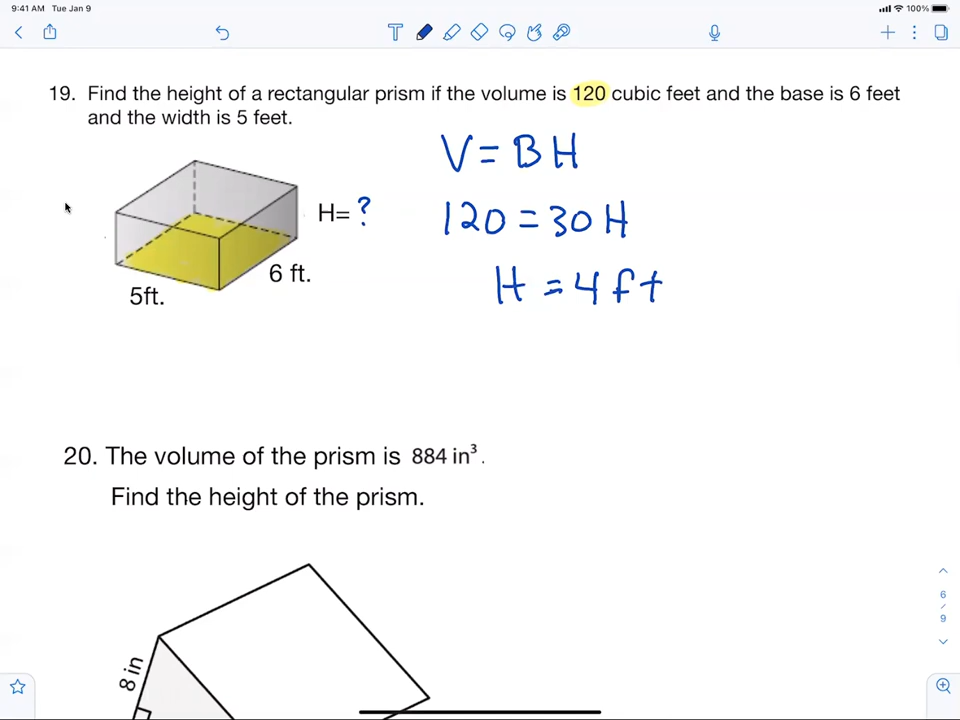 9:41 AM Tue Jan 9
100%
19. Find the height of a rectangular prism if the volume is 120 cubic feet and the base is 6 feet
and the width is 5 feet.
V = B H
H= ?
120 = 30 H
6 ft.
H = 4 ft
5ft.
20. The volume of the prism is 884 in³.
Find the height of the prism.
6
/
9
8 in